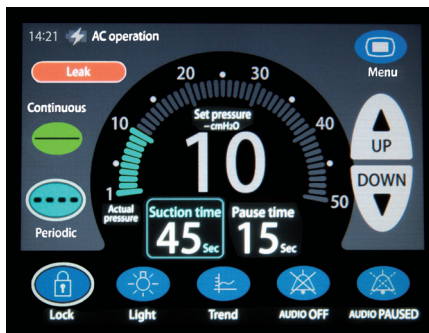 14:21 AC operation
Leak
Menu
Continuous
Periodic
1
10
20
30
40
50
Set pressure
-cmH2O
10
Actual
pressure
Suction time
45 Sec
Pause time
15 Sec
UP
DOWN
Lock
Light
Trend
AUDIO OFF
AUDIO PAUSED